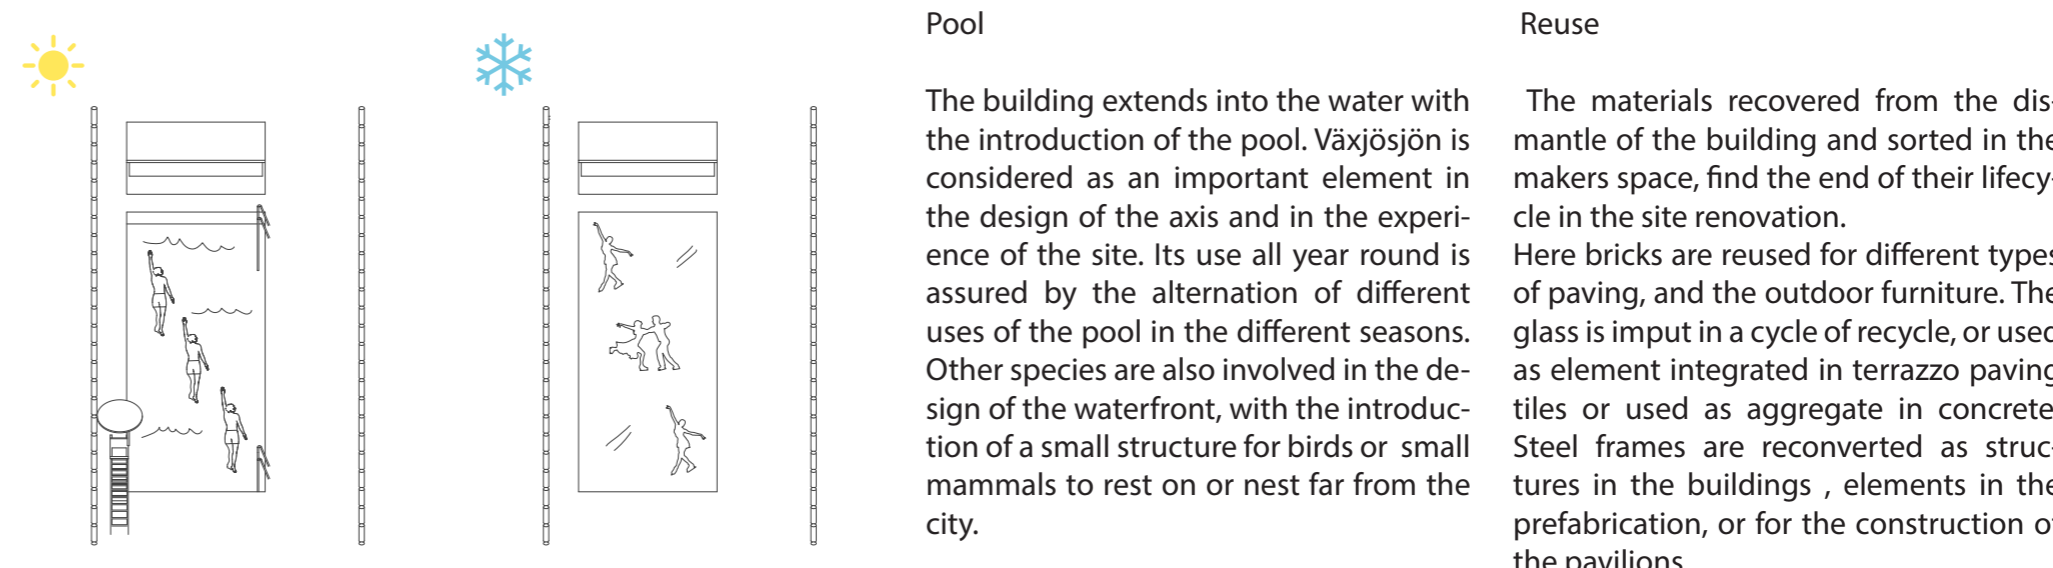 Pool
The building extends into the water with
the introduction of the pool. Växjösjön is
considered as an important element in
the design of the axis and in the experi-
ence of the site. Its use all year round is
assured by the alternation of different
uses of the pool in the different seasons.
Other species are also involved in the de-
sign of the waterfront, with the introduc-
tion of a small structure for birds or small
mammals to rest on or nest far from the
city.
Reuse
The materials recovered from the dis-
mantle of the building and sorted in the
makers space, find the end of their lifecy-
cle in the site renovation.
Here bricks are reused for different types
of paving, and the outdoor furniture. The
glass is imput in a cycle of recycle, or used
as element integrated in terrazzo paving
tiles or used as aggregate in concrete
Steel frames are reconverted as struc-
tures in the buildings , elements in the
prefabrication, or for the construction of
the pavilions